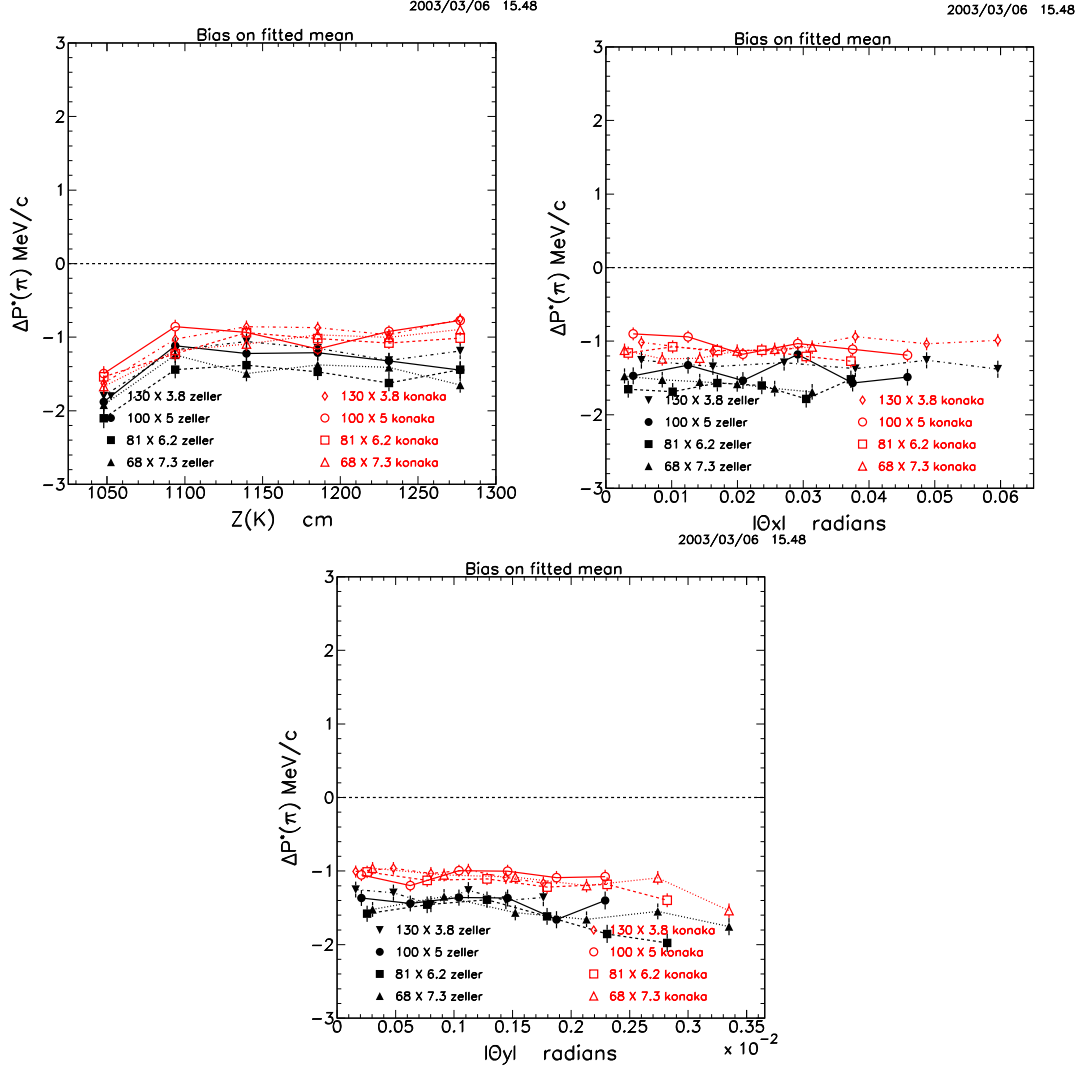 2003/03/06 15.48
Bias on fitted mean
3
2
1
0
−1
−2
−3
ΔP*(π) MeV/c
130 X 3.8 zeller
100 X 5 zeller
81 X 6.2 zeller
68 X 7.3 zeller
130 X 3.8 konaka
100 X 5 konaka
81 X 6.2 konaka
68 X 7.3 konaka
1050 1100 1150 1200 1250 1300
Z(K) cm
2003/03/06 15.48
Bias on fitted mean
3
2
1
0
−1
−2
−3
ΔP*(π) MeV/c
130 X 3.8 zeller
100 X 5 zeller
81 X 6.2 zeller
68 X 7.3 zeller
130 X 3.8 konaka
100 X 5 konaka
81 X 6.2 konaka
68 X 7.3 konaka
0 0.01 0.02 0.03 0.04 0.05 0.06
|Θx| radians
2003/03/06 15.48
Bias on fitted mean
3
2
1
0
−1
−2
−3
ΔP*(π) MeV/c
130 X 3.8 zeller
100 X 5 zeller
81 X 6.2 zeller
68 X 7.3 zeller
130 X 3.8 konaka
100 X 5 konaka
81 X 6.2 konaka
68 X 7.3 konaka
0 0.05 0.1 0.15 0.2 0.25 0.3 0.35
x 10⁻²
|Θy| radians